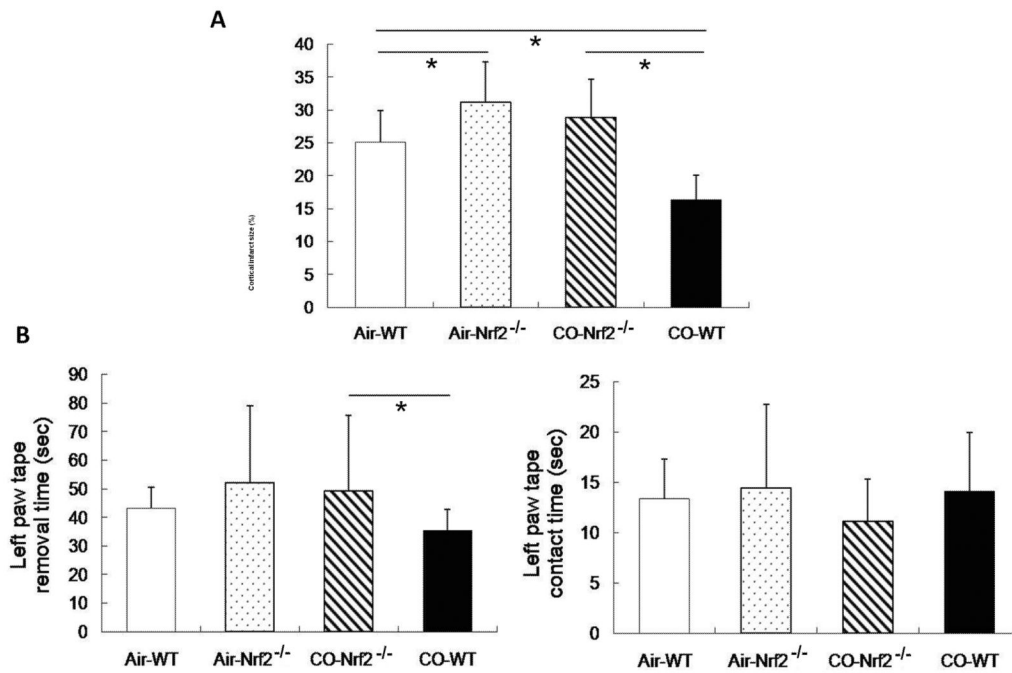 A
*
* *
40
35
30
25
20
15
10
5
0
Cortical infarct size (%)
Air-WT Air-Nrf2-/- CO-Nrf2-/- CO-WT
B
90
80
70
60
50
40
30
20
10
0
Left paw tape
removal time (sec)
*
Air-WT Air-Nrf2-/- CO-Nrf2-/- CO-WT
25
20
15
10
5
0
Left paw tape
contact time (sec)
Air-WT Air-Nrf2-/- CO-Nrf2-/- CO-WT